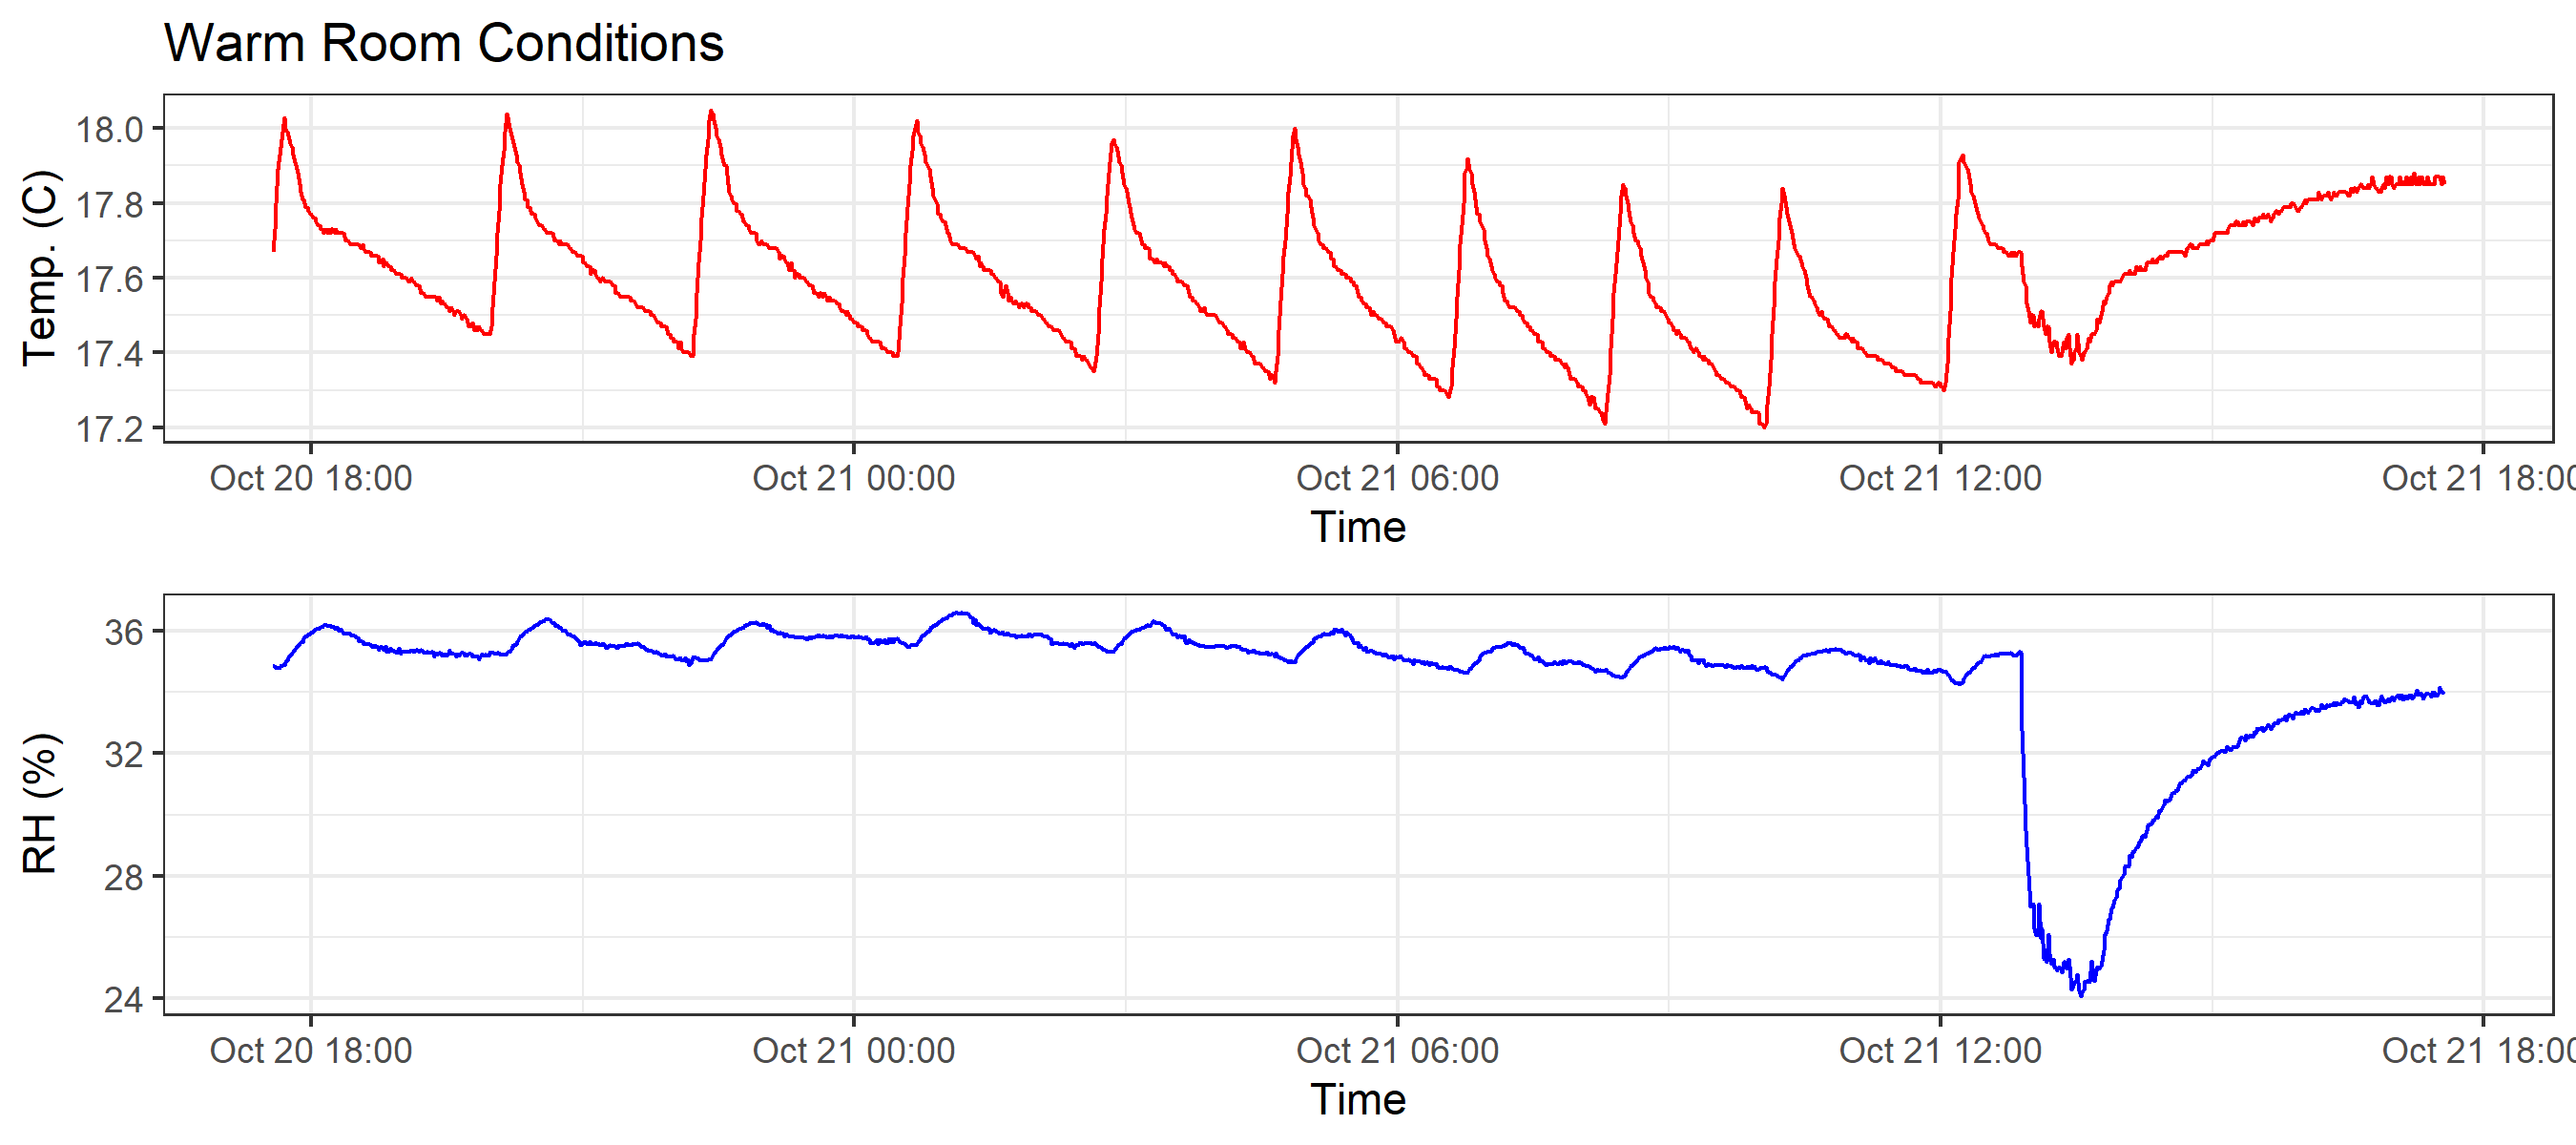 Warm Room Conditions
Temp. (C)
18.0
17.8
17.6
17.4
17.2
Oct 20 18:00 Oct 21 00:00 Oct 21 06:00 Oct 21 12:00 Oct 21 18:00
Time
RH (%)
36
32
28
24
Oct 20 18:00 Oct 21 00:00 Oct 21 06:00 Oct 21 12:00 Oct 21 18:00
Time